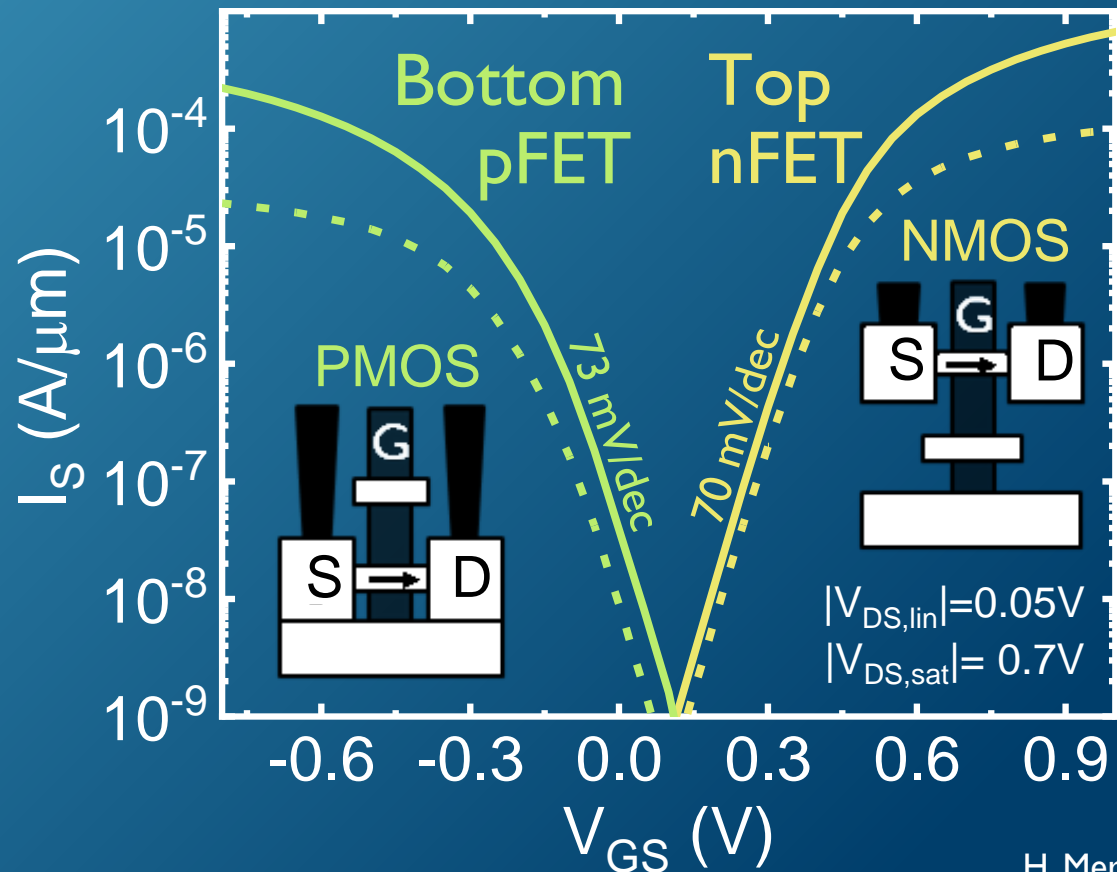 Bottom
pFET
Top
nFET
10-4
10-5
10-6
10-7
10-8
10-9
IS (A/μm)
PMOS
G
S
D
73 mV/dec
70 mV/dec
NMOS
G
S
D
|VDS,lin|=0.05V
|VDS,sat|= 0.7V
-0.6 -0.3 0.0 0.3 0.6 0.9
VGS (V)